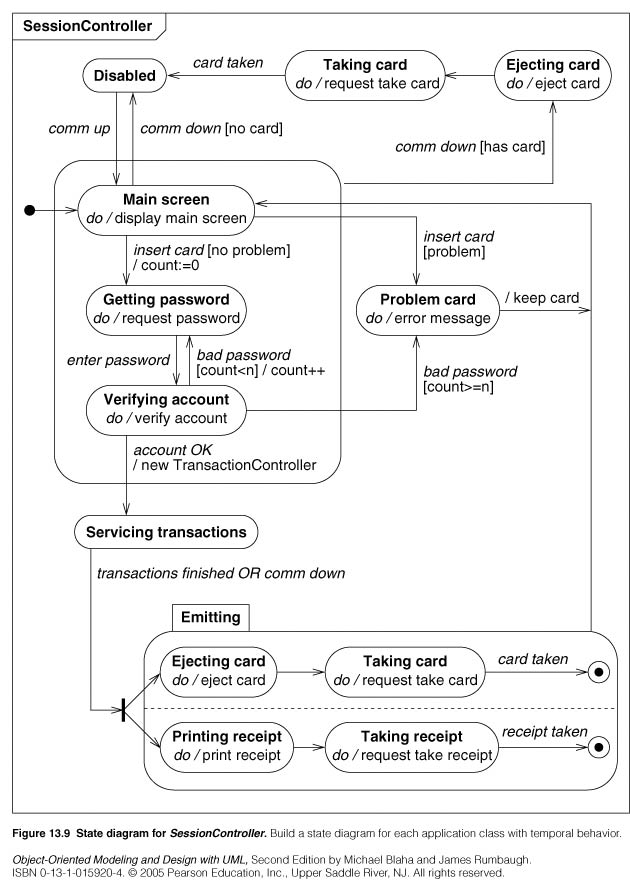 SessionController
Disabled
card taken
Taking card
do / request take card
Ejecting card
do / eject card
comm up
comm down [no card]
comm down [has card]
Main screen
do / display main screen
insert card [no problem]
/ count:=0
insert card
[problem]
Getting password
do / request password
Problem card
do / error message
/ keep card
enter password
bad password
[count<n] / count++
bad password
[count>=n]
Verifying account
do / verify account
account OK
/ new TransactionController
Servicing transactions
transactions finished OR comm down
Emitting
Ejecting card
do / eject card
Taking card
do / request take card
card taken
Printing receipt
do / print receipt
Taking receipt
do / request take receipt
receipt taken
Figure 13.9 State diagram for SessionController. Build a state diagram for each application class with temporal behavior.
Object-Oriented Modeling and Design with UML, Second Edition by Michael Blaha and James Rumbaugh.
ISBN 0-13-1-015920-4. © 2005 Pearson Education, Inc., Upper Saddle River, NJ. All rights reserved.